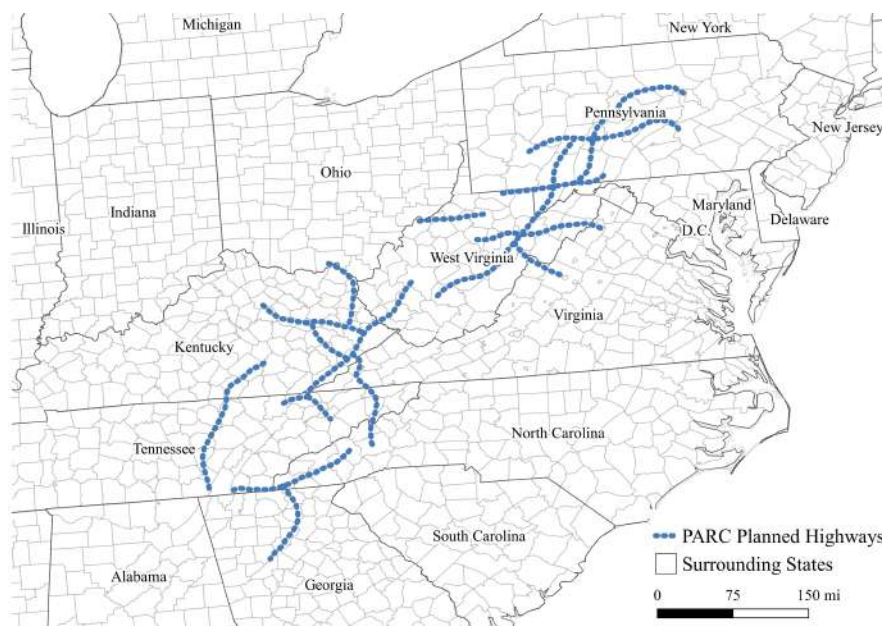 Michigan
New York
Pennsylvania
New Jersey
Ohio
Indiana
Illinois
Maryland
D.C.
Delaware
West Virginia
Virginia
Kentucky
Tennessee
North Carolina
South Carolina
Alabama
Georgia
PARC Planned Highways
Surrounding States
0 75 150 mi